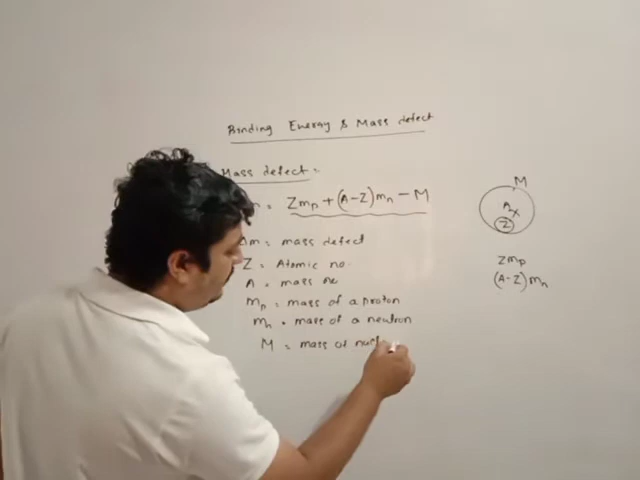 Binding Energy & Mass defect
Mass defect :-
m = Zmp + (A-Z)mn - M
Δm = mass defect
Z = Atomic no.
A = mass no
mp = mass of a proton
mn = mass of a neutron
M = mass of nucl
M
A
Z X
Zmp
(A-Z)mn